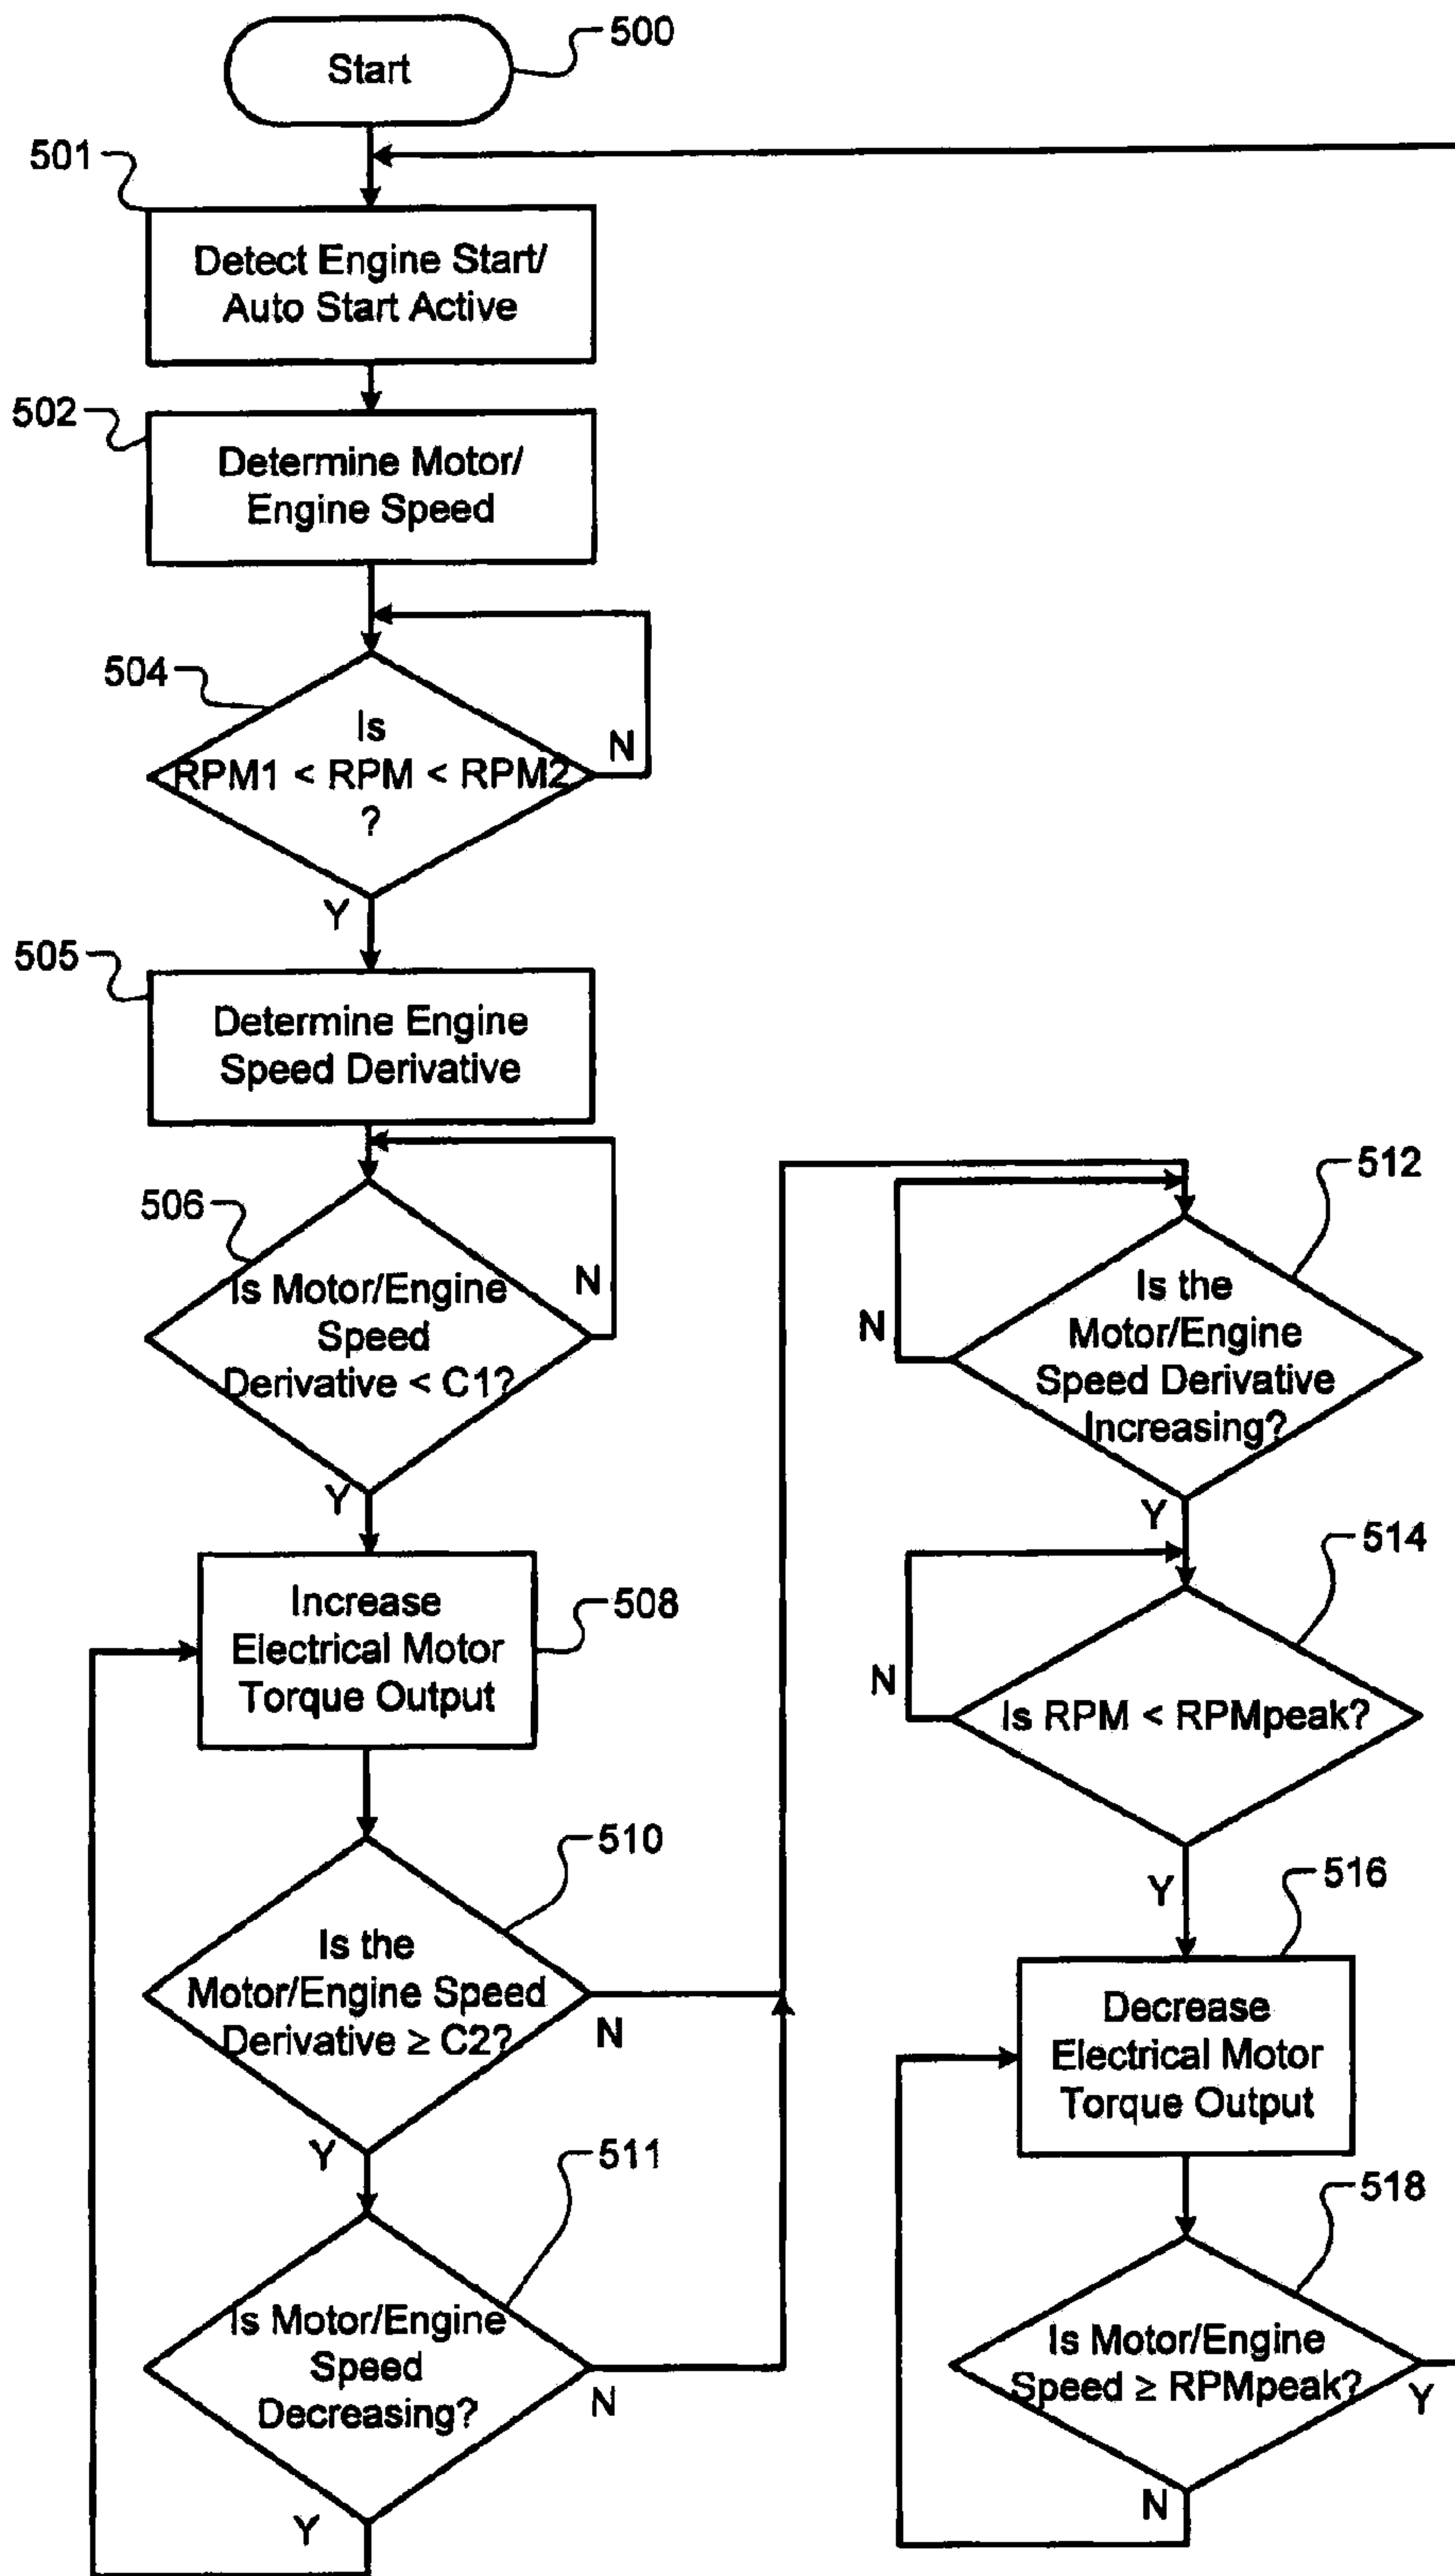 Start
500
501
Detect Engine Start/
Auto Start Active
502
Determine Motor/
Engine Speed
504
Is
RPM1 < RPM < RPM2
?
N
Y
505
Determine Engine
Speed Derivative
506
Is Motor/Engine
Speed
Derivative < C1?
N
Y
Increase
Electrical Motor
Torque Output
508
510
Is the
Motor/Engine Speed
Derivative ≥ C2?
N
Y
511
Is Motor/Engine
Speed
Decreasing?
N
Y
512
Is the
Motor/Engine
Speed Derivative
Increasing?
N
Y
514
Is RPM < RPMpeak?
N
Y
516
Decrease
Electrical Motor
Torque Output
518
Is Motor/Engine
Speed ≥ RPMpeak?
Y
N